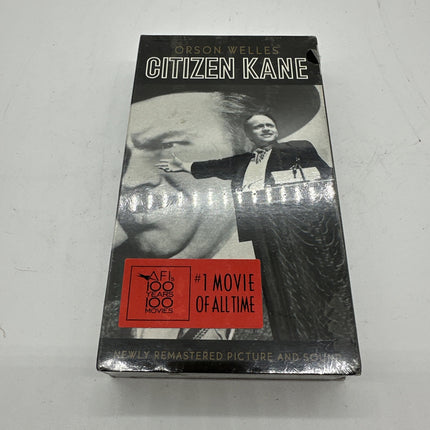 ORSON WELLES
CITIZEN KANE
AFI's
100
YEARS
100
MOVIES
#1 MOVIE
OF ALL TIME
NEWLY REMASTERED PICTURE AND SOUND